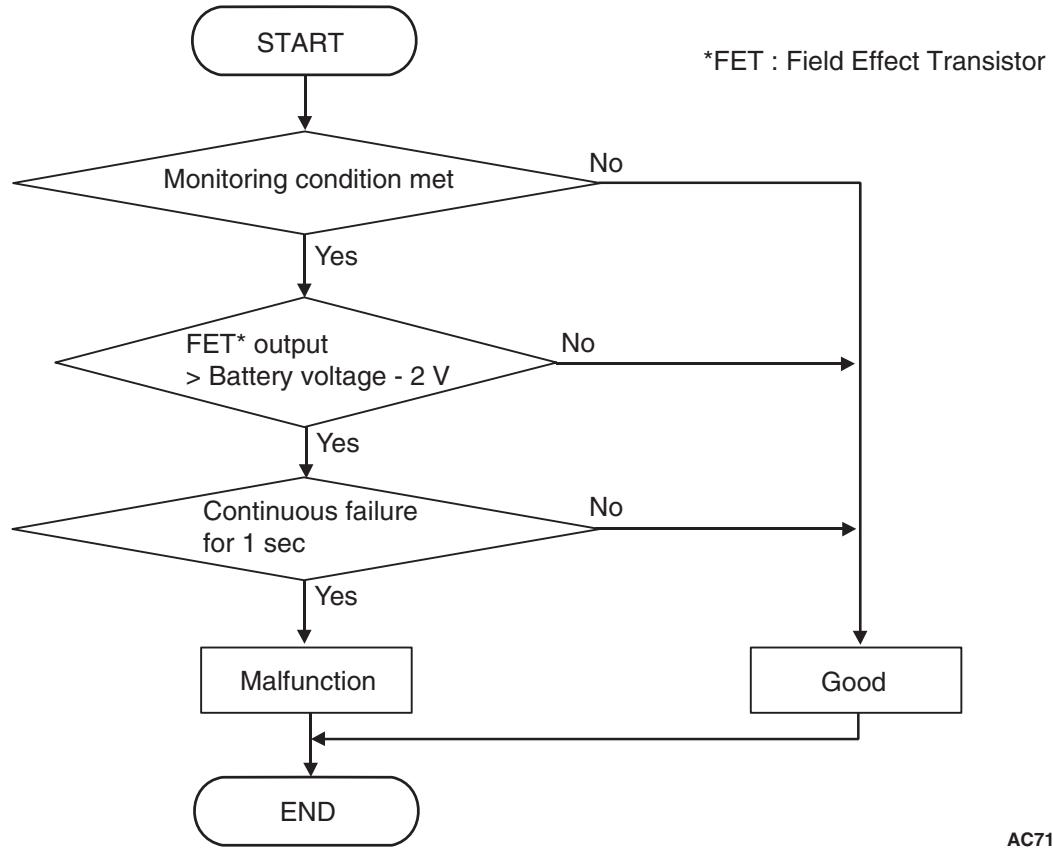 START
*FET : Field Effect Transistor
Monitoring condition met
No
Yes
FET* output
> Battery voltage - 2 V
No
Yes
Continuous failure
for 1 sec
No
Yes
Malfunction
Good
END
AC71